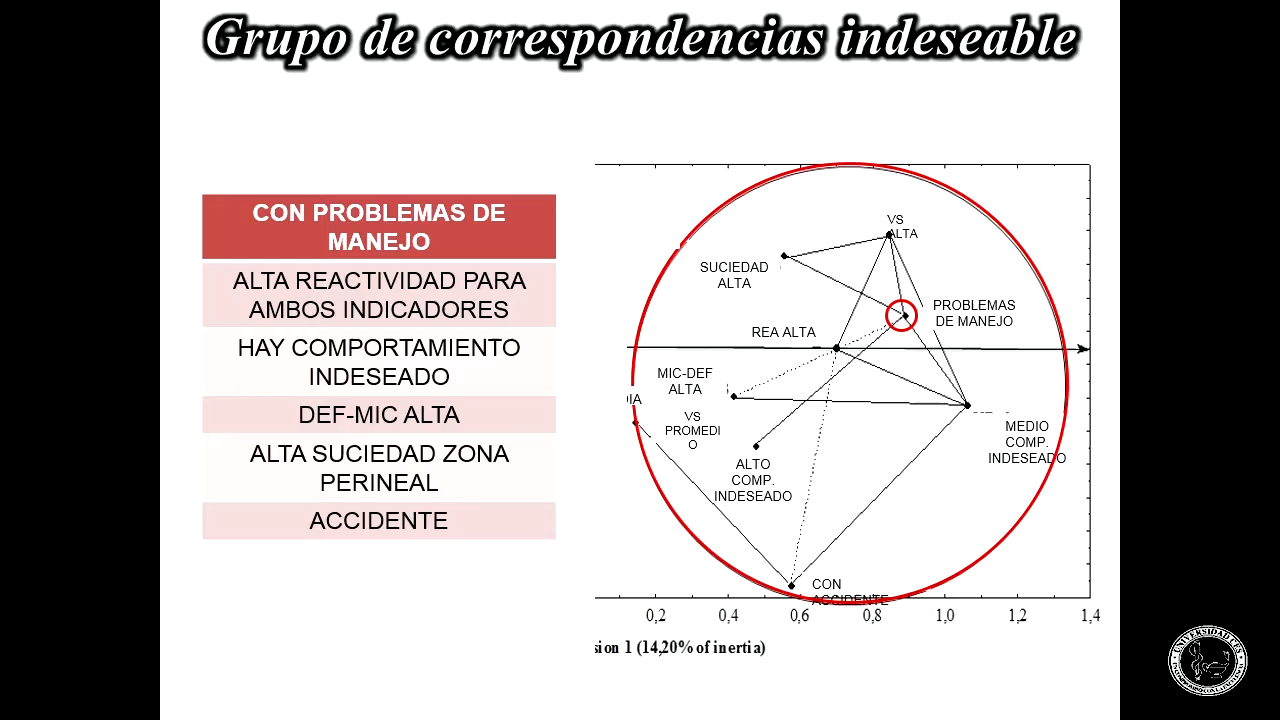 Grupo de correspondencias indeseable
CON PROBLEMAS DE
MANEJO
ALTA REACTIVIDAD PARA
AMBOS INDICADORES
HAY COMPORTAMIENTO
INDESEADO
DEF-MIC ALTA
ALTA SUCIEDAD ZONA
PERINEAL
ACCIDENTE
VS
ALTA
SUCIEDAD
ALTA
PROBLEMAS
DE MANEJO
REA ALTA
MIC-DEF
ALTA
IA
VS
PROMEDI
O
ALTO
COMP.
INDESEADO
MEDIO
COMP.
INDESEADO
CON
ACCIDENTE
0,2 0,4 0,6 0,8 1,0 1,2 1,4
sion 1 (14,20% of inertia)